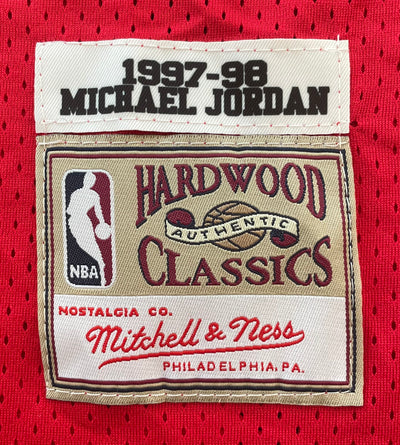 1997-98
MICHAEL JORDAN
HARDWOOD
AUTHENTIC
CLASSICS
NBA
NOSTALGIA CO.
Mitchell & Ness
PHILADELPHIA, PA.